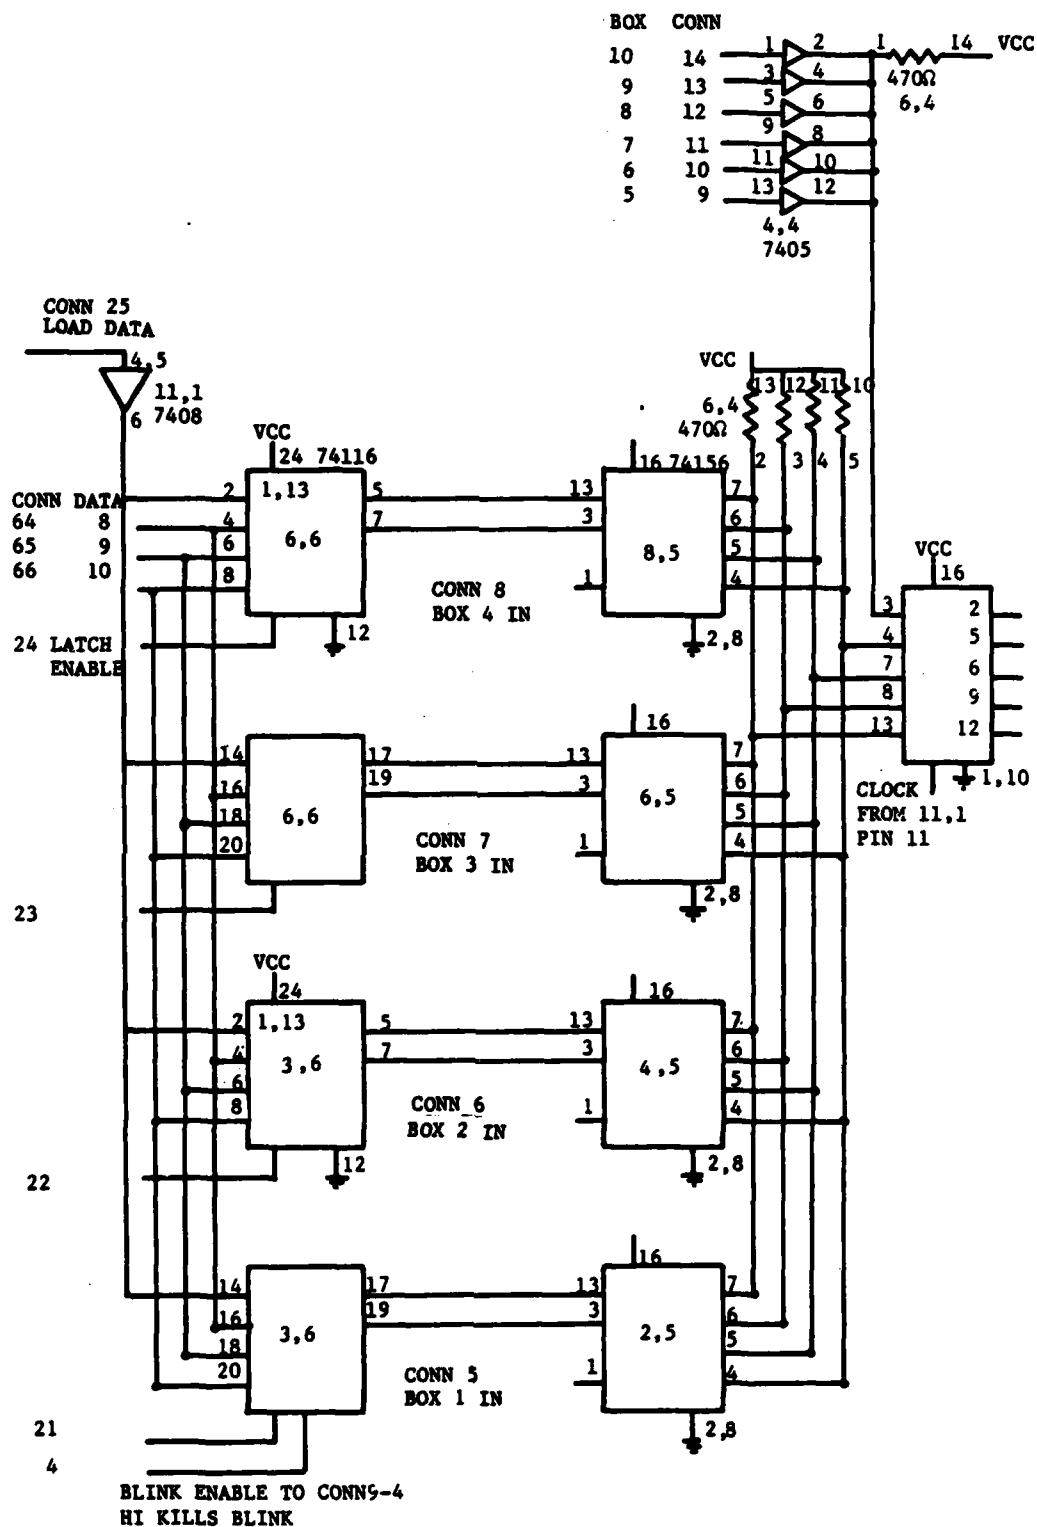 BOX CONN
10 14 1 2 I I4 VCC
9 13 3 4 470Ω
8 12 5 6 6,4
7 11 9 8
6 10 11 10
5 9 13 12
4,4
7405
CONN 25
LOAD DATA
4,5
11,1
7408
6
VCC
13 12 11 10
6,4
470Ω
2 3 4 5
VCC
24 74116
16 74156
CONN DATA
64 8
65 9
66 10
2 1,13 5 13 7
4 6,6 7 3 8,5 6
6 5
8 1 4
CONN 8
BOX 4 IN
12
2,8
24 LATCH
ENABLE
VCC
16
3 2
4 5
7 6
8 9
13 12
1,10
CLOCK
FROM 11,1
PIN 11
16
14 17 13 7
16 19 3 6
18 6,6 6,5 5
20 1 4
CONN 7
BOX 3 IN
2,8
23
VCC
24
16
2 1,13 5 13 7
4 3,6 7 3 4,5 6
6 5
8 1 4
CONN 6
BOX 2 IN
12
2,8
22
16
14 17 13 7
16 19 3 6
18 3,6 2,5 5
20 1 4
CONN 5
BOX 1 IN
2,8
21
4
BLINK ENABLE TO CONN5-4
HI KILLS BLINK